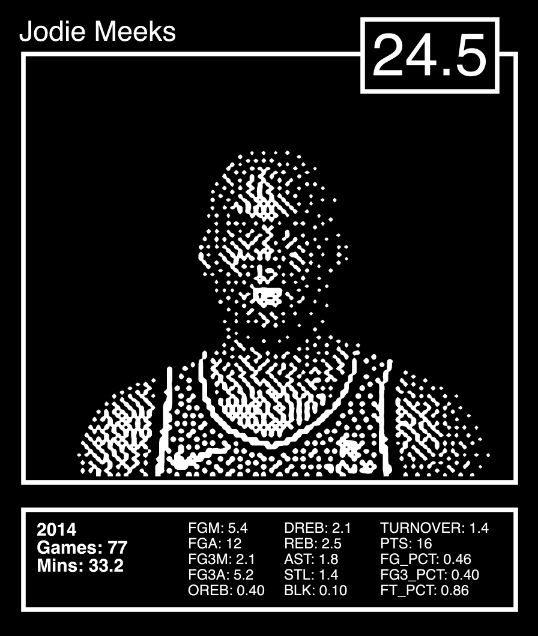 Jodie Meeks
24.5
2014
Games: 77
Mins: 33.2
FGM: 5.4
FGA: 12
FG3M: 2.1
FG3A: 5.2
OREB: 0.40
DREB: 2.1
REB: 2.5
AST: 1.8
STL: 1.4
BLK: 0.10
TURNOVER: 1.4
PTS: 16
FG_PCT: 0.46
FG3_PCT: 0.40
FT_PCT: 0.86